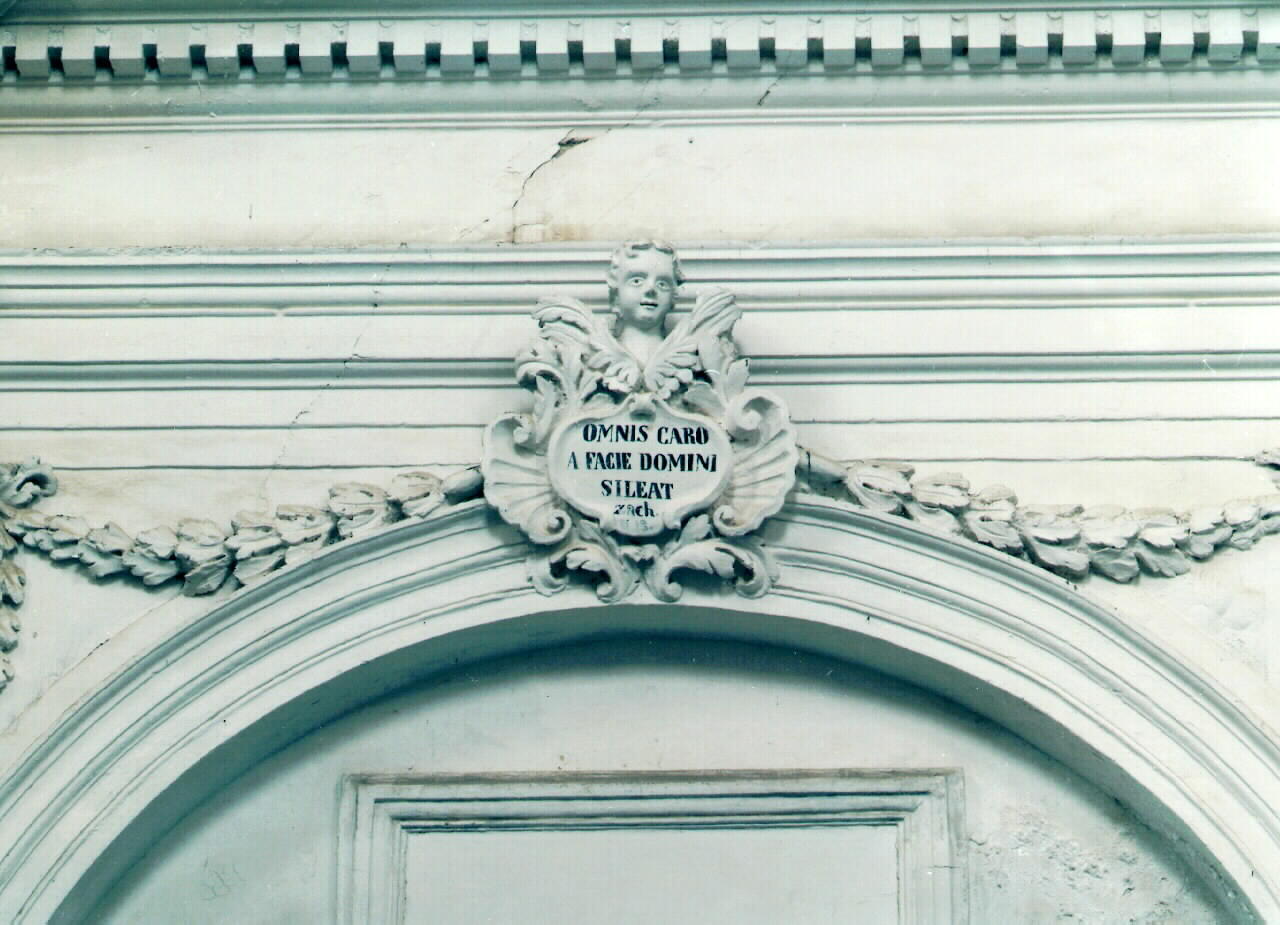 OMNIS CARO
A FACIE DOMINI
SILEAT
zach.